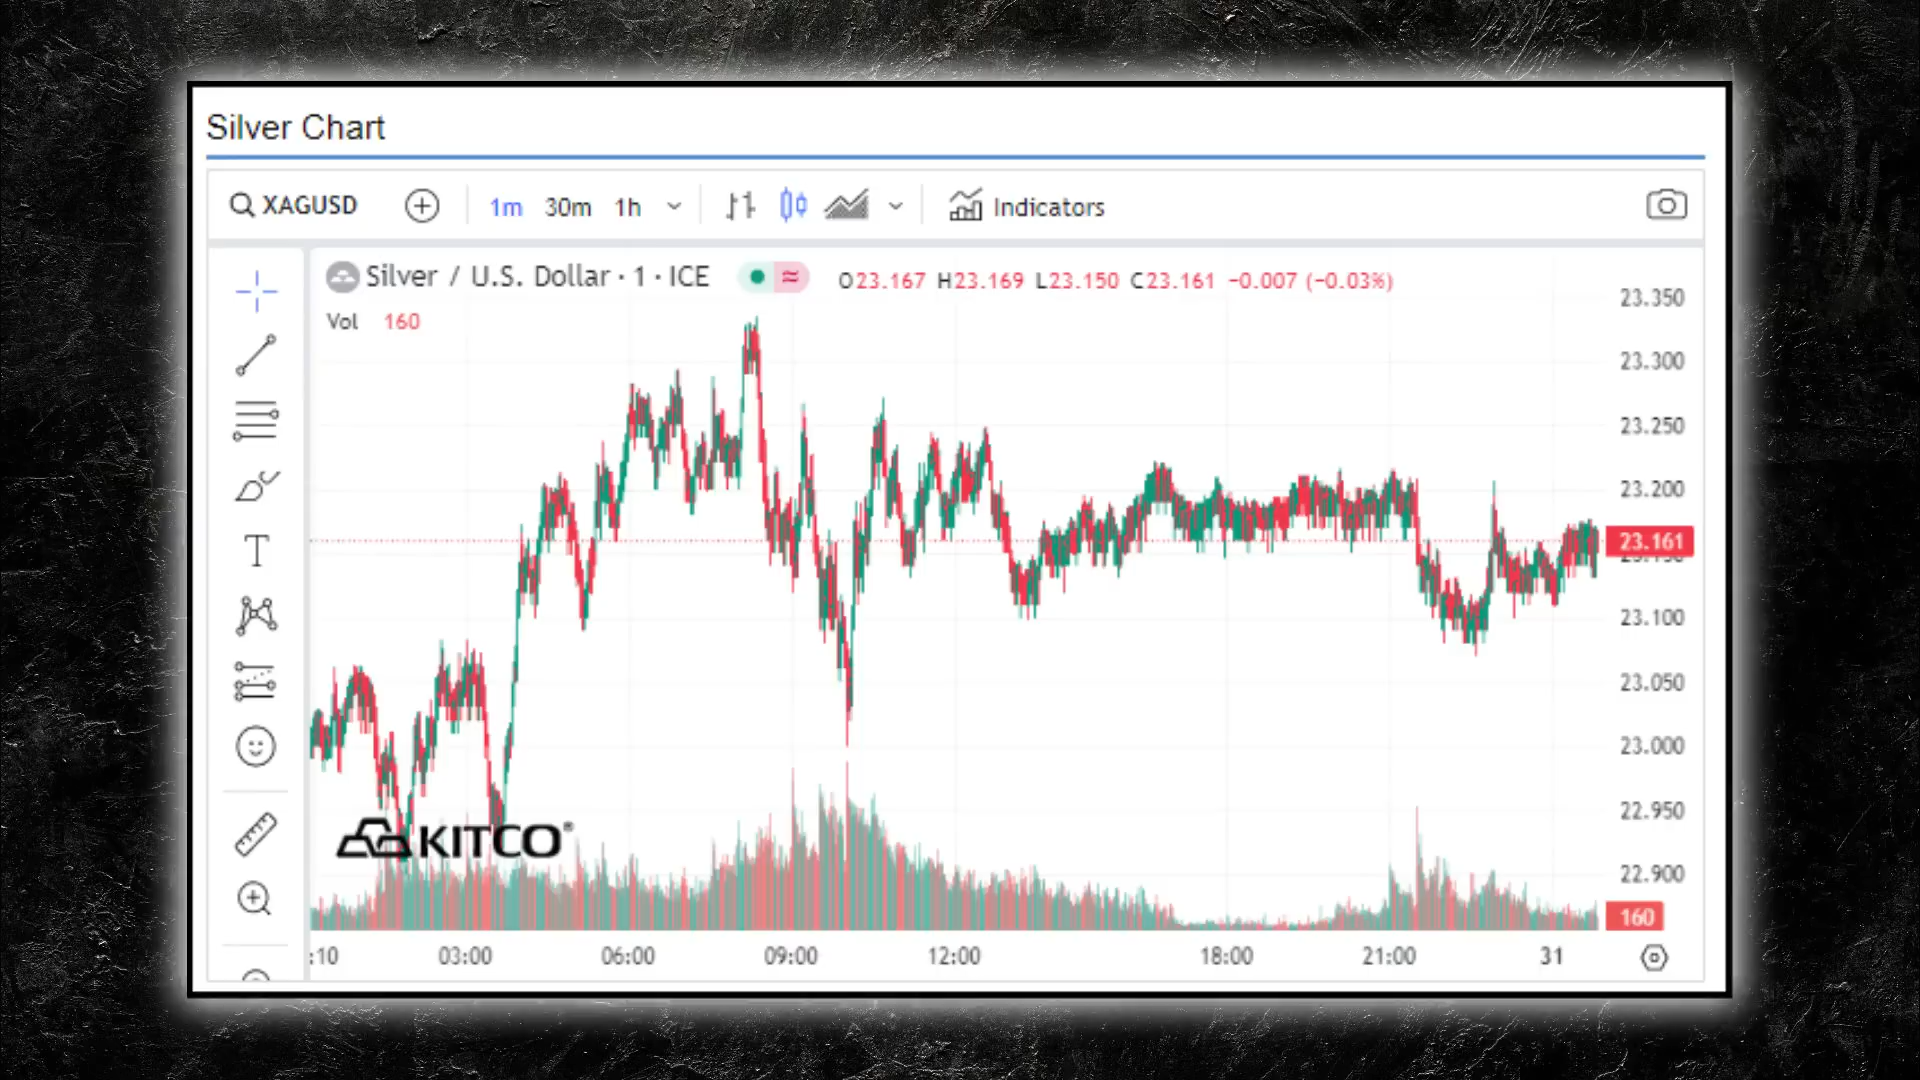 Silver Chart
XAGUSD 1m 30m 1h Indicators
Silver / U.S. Dollar · 1 · ICE O23.167 H23.169 L23.150 C23.161 −0.007 (−0.03%)
Vol 160
23.350
23.300
23.250
23.200
23.161
23.100
23.050
23.000
22.950
22.900
160
KITCO®
:10 03:00 06:00 09:00 12:00 18:00 21:00 31